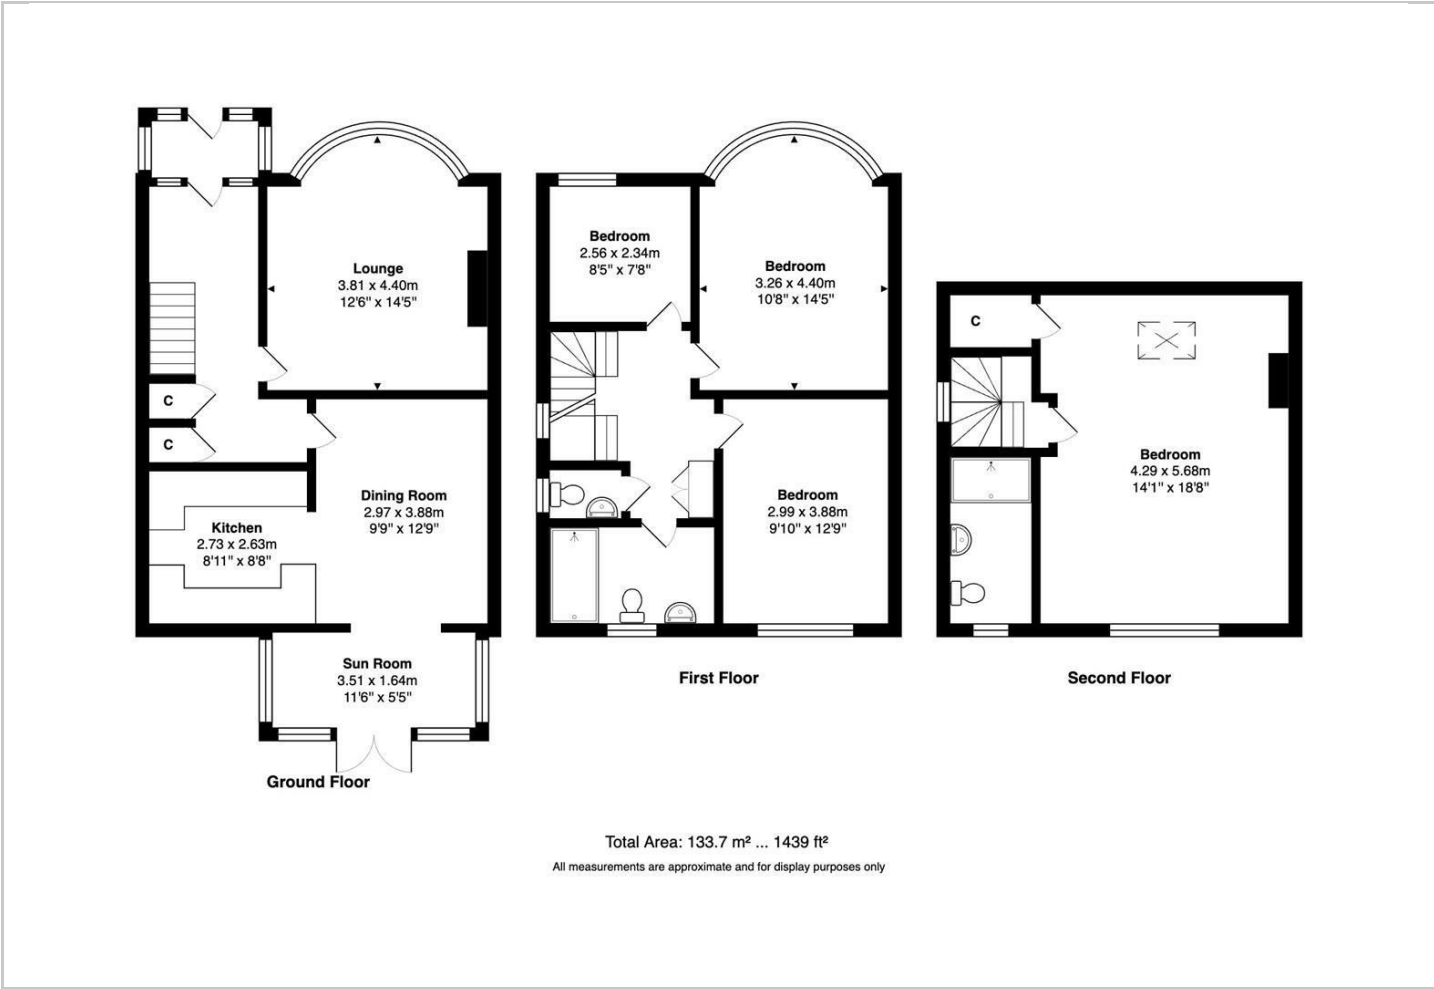 Lounge
3.81 x 4.40m
12'6" x 14'5"
C
C
Dining Room
2.97 x 3.88m
9'9" x 12'9"
Kitchen
2.73 x 2.63m
8'11" x 8'8"
Sun Room
3.51 x 1.64m
11'6" x 5'5"
Ground Floor
Bedroom
2.56 x 2.34m
8'5" x 7'8"
Bedroom
3.26 x 4.40m
10'8" x 14'5"
Bedroom
2.99 x 3.88m
9'10" x 12'9"
First Floor
C
Bedroom
4.29 x 5.68m
14'1" x 18'8"
Second Floor
Total Area: 133.7 m² ... 1439 ft²
All measurements are approximate and for display purposes only